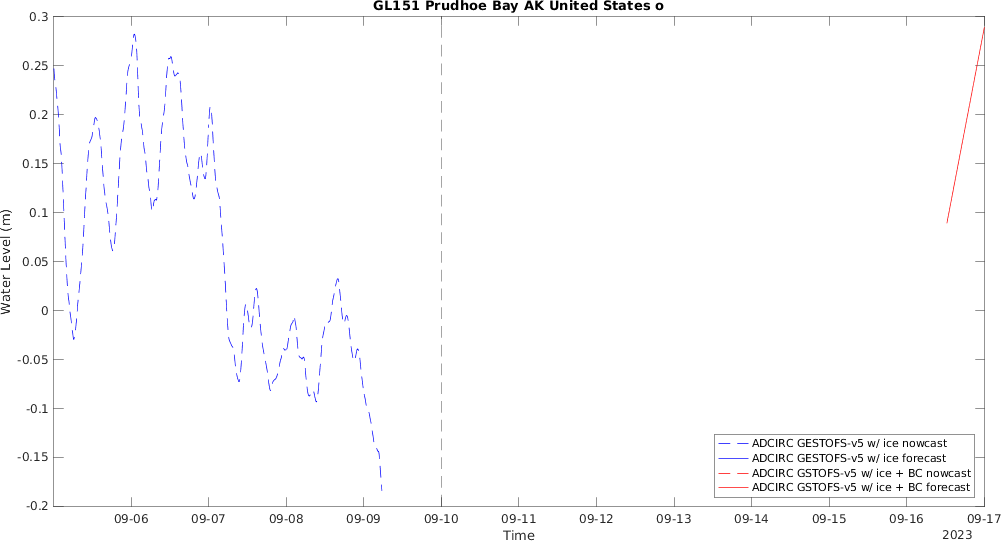 GL151 Prudhoe Bay AK United States o
0.3
0.25
0.2
0.15
0.1
0.05
0
-0.05
-0.1
-0.15
-0.2
Water Level (m)
ADCIRC GESTOFS-v5 w/ ice nowcast
ADCIRC GESTOFS-v5 w/ ice forecast
ADCIRC GSTOFS-v5 w/ ice + BC nowcast
ADCIRC GSTOFS-v5 w/ ice + BC forecast
09-06 09-07 09-08 09-09 09-10 09-11 09-12 09-13 09-14 09-15 09-16 09-17
Time
2023